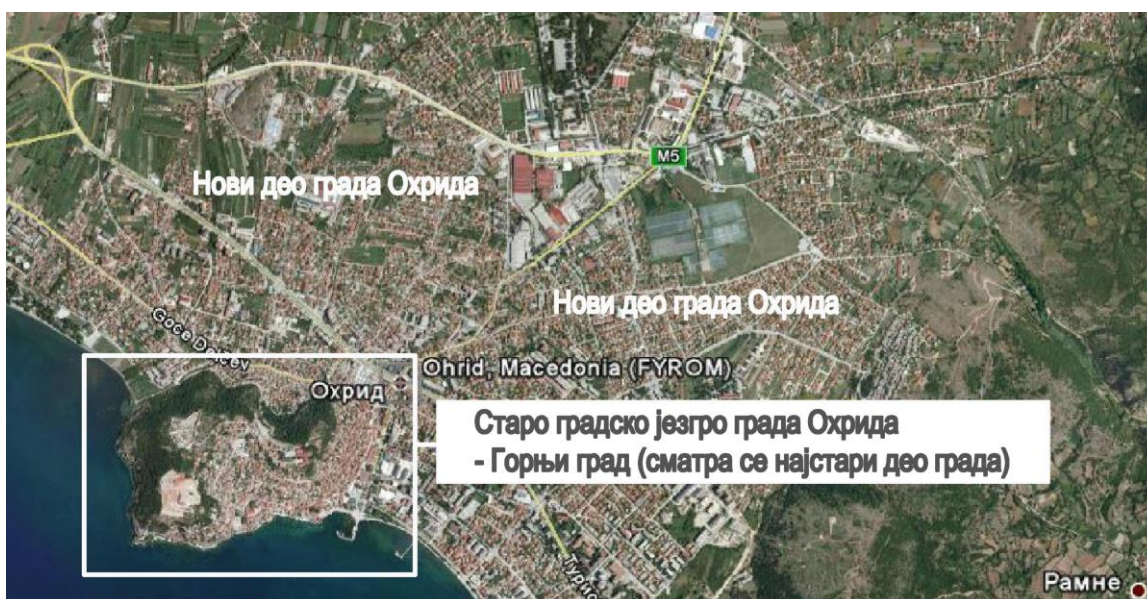 M5
Нови део града Охрида
Нови део града Охрида
Goce Delcev
Ohrid, Macedonia (FYROM)
Охрид
Старо градско језгро града Охрида
- Горњи град (сматра се најстари део града)
Рамне